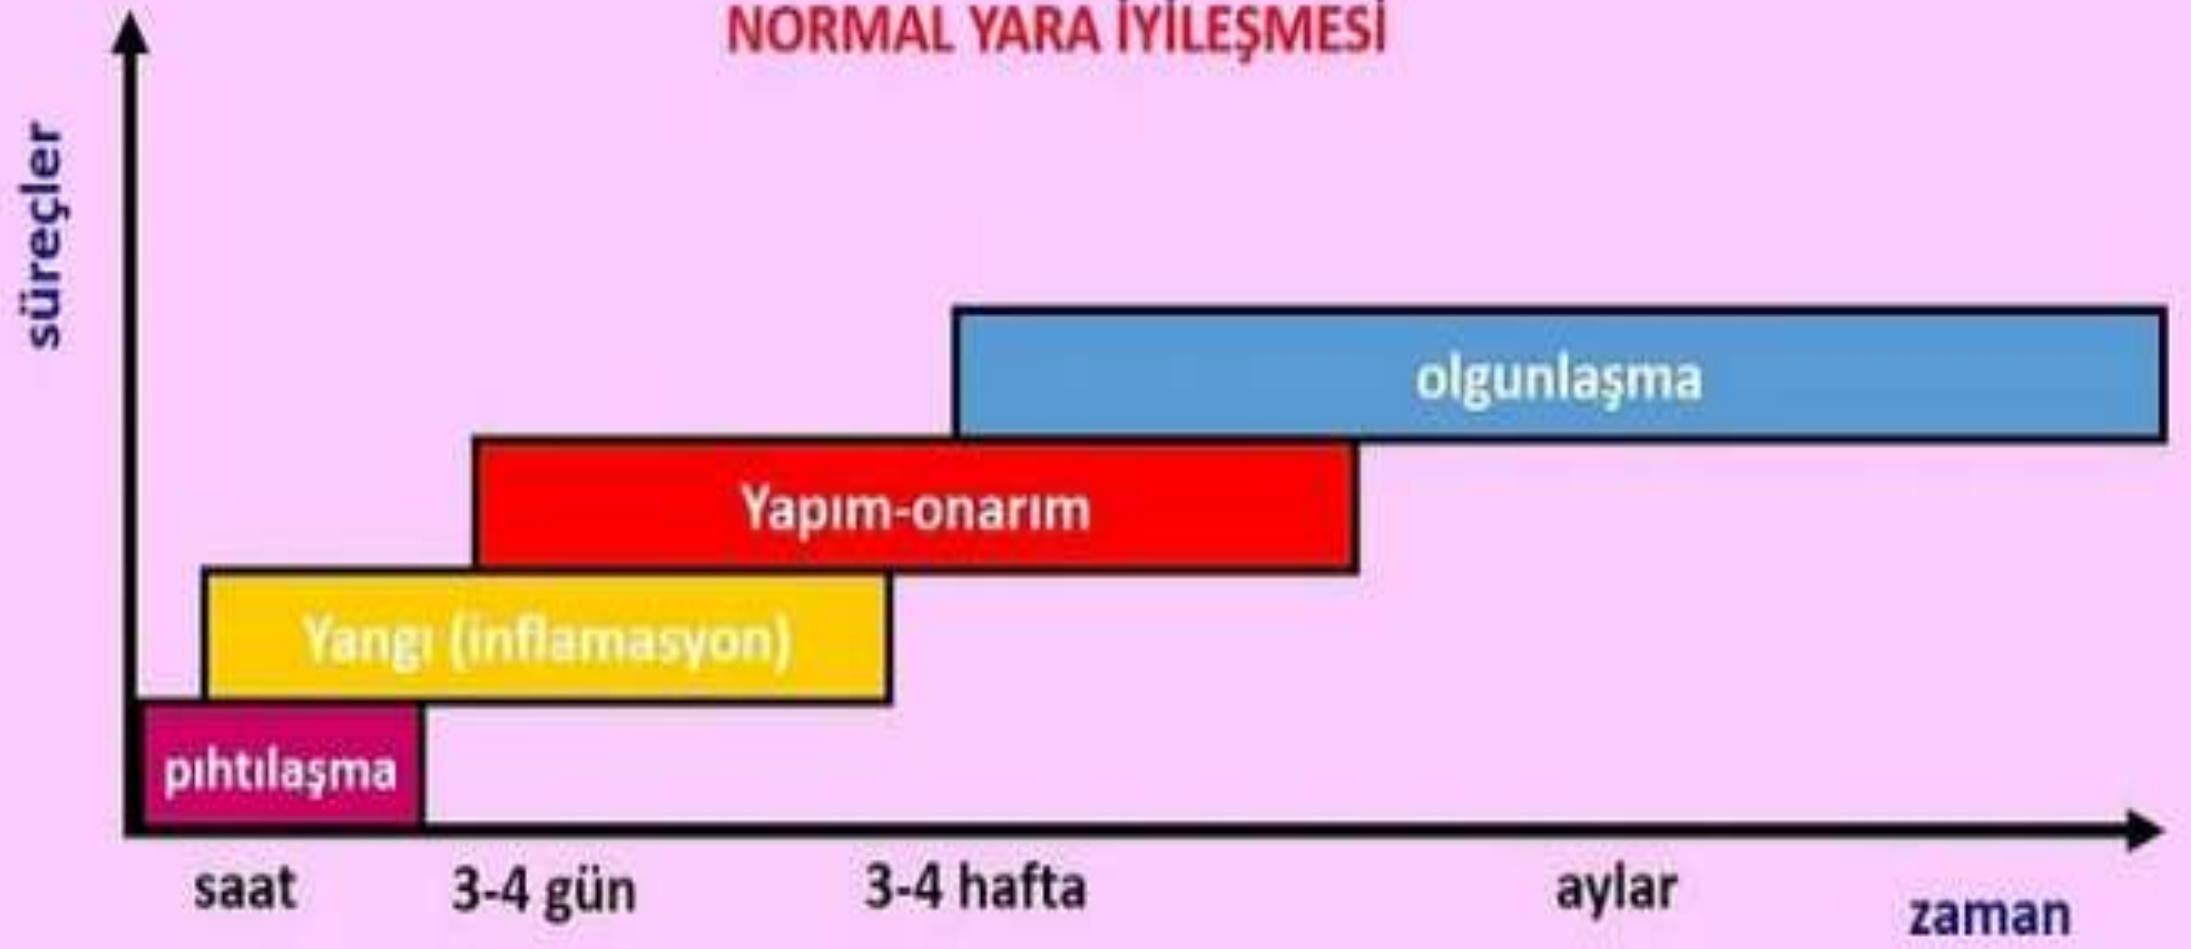 NORMAL YARA İYİLEŞMESİ
süreçler
olgunlaşma
Yapım-onarım
Yangı (inflamasyon)
pıhtılaşma
saat 3-4 gün 3-4 hafta aylar
zaman